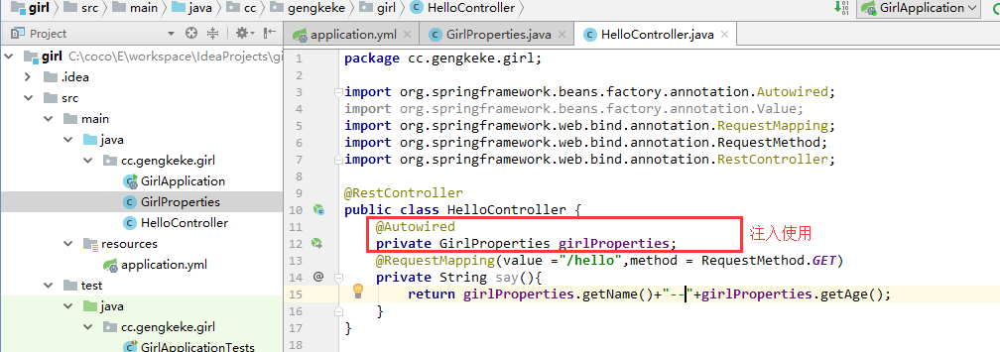 girl src main java cc gengkeke girl HelloController GirlApplication
Project application.yml GirlProperties.java HelloController.java
girl C:\coco\E\workspace\IdeaProjects\gi
.idea
src
main
java
cc.gengkeke.girl
GirlApplication
GirlProperties
HelloController
resources
application.yml
test
java
cc.gengkeke.girl
GirlApplicationTests
1 package cc.gengkeke.girl;
2
3 import org.springframework.beans.factory.annotation.Autowired;
4 import org.springframework.beans.factory.annotation.Value;
5 import org.springframework.web.bind.annotation.RequestMapping;
6 import org.springframework.web.bind.annotation.RequestMethod;
7 import org.springframework.web.bind.annotation.RestController;
8
9 @RestController
10 public class HelloController {
11 @Autowired
12 private GirlProperties girlProperties;
注入使用
13 @RequestMapping(value ="/hello",method = RequestMethod.GET)
14 @ private String say(){
15 return girlProperties.getName()+"--"+girlProperties.getAge();
16 }
17 }
18